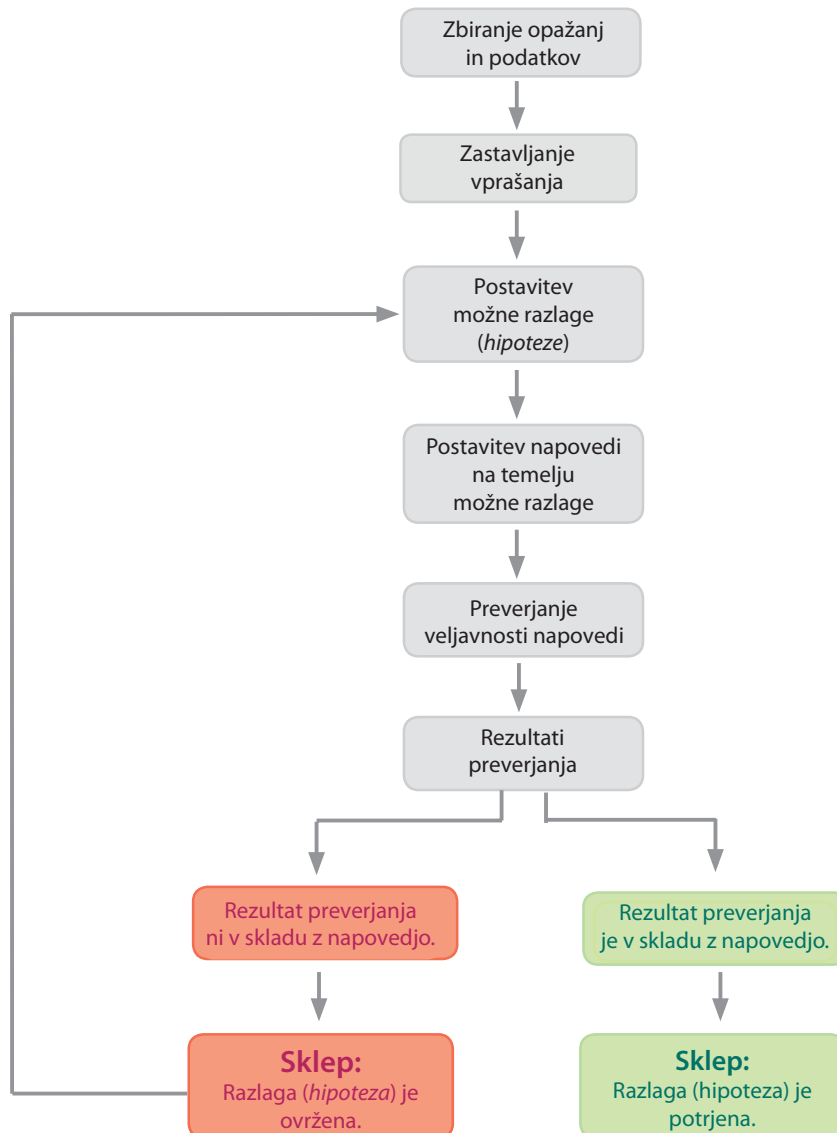 Zbiranje opažanj
in podatkov
Zastavljanje
vprašanja
Postavitev
možne razlage
(hipoteze)
Postavitev napovedi
na temelju
možne razlage
Preverjanje
veljavnosti napovedi
Rezultati
preverjanja
Rezultat preverjanja
ni v skladu z napovedjo.
Rezultat preverjanja
je v skladu z napovedjo.
Sklep:
Razlaga (hipoteza) je
ovržena.
Sklep:
Razlaga (hipoteza) je
potrjena.